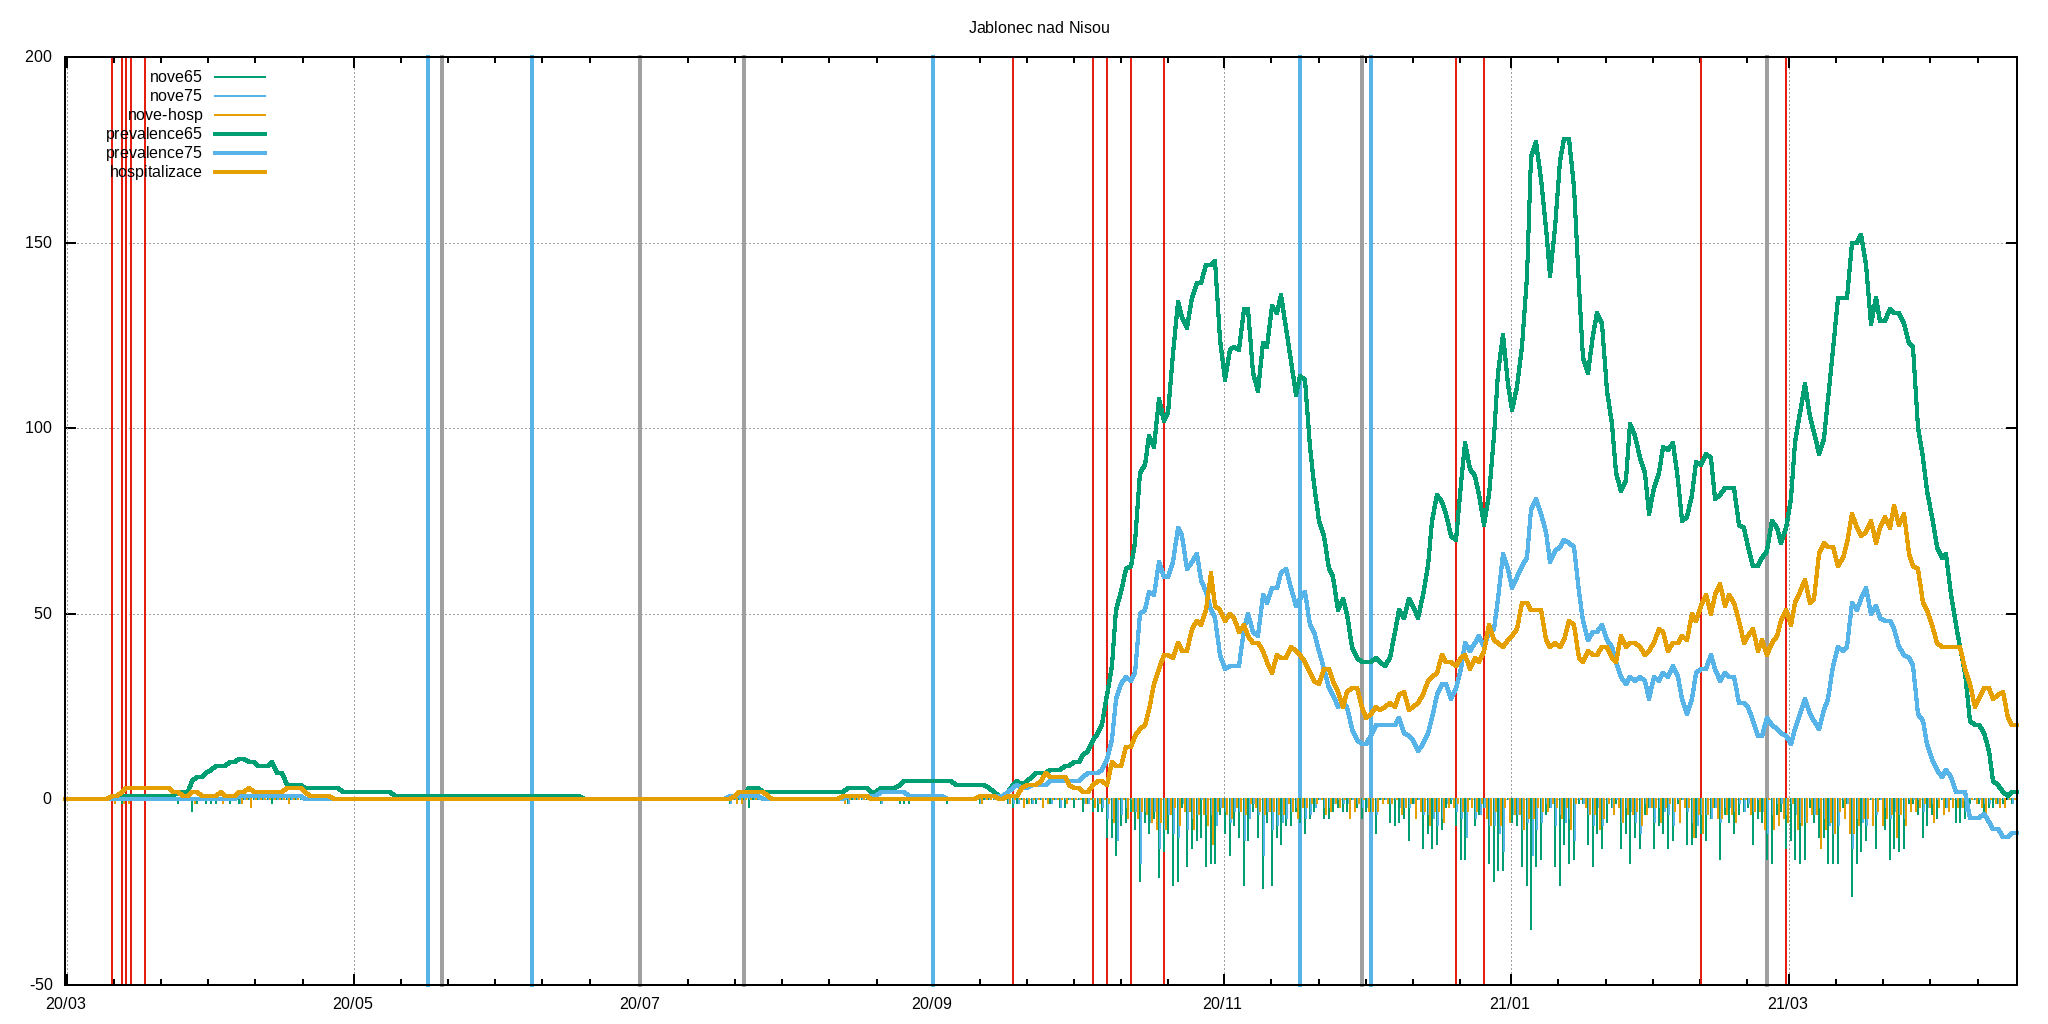 Jablonec nad Nisou
200
150
100
50
0
-50
nove65
nove75
nove-hosp
prevalence65
prevalence75
hospitalizace
20/03 20/05 20/07 20/09 20/11 21/01 21/03